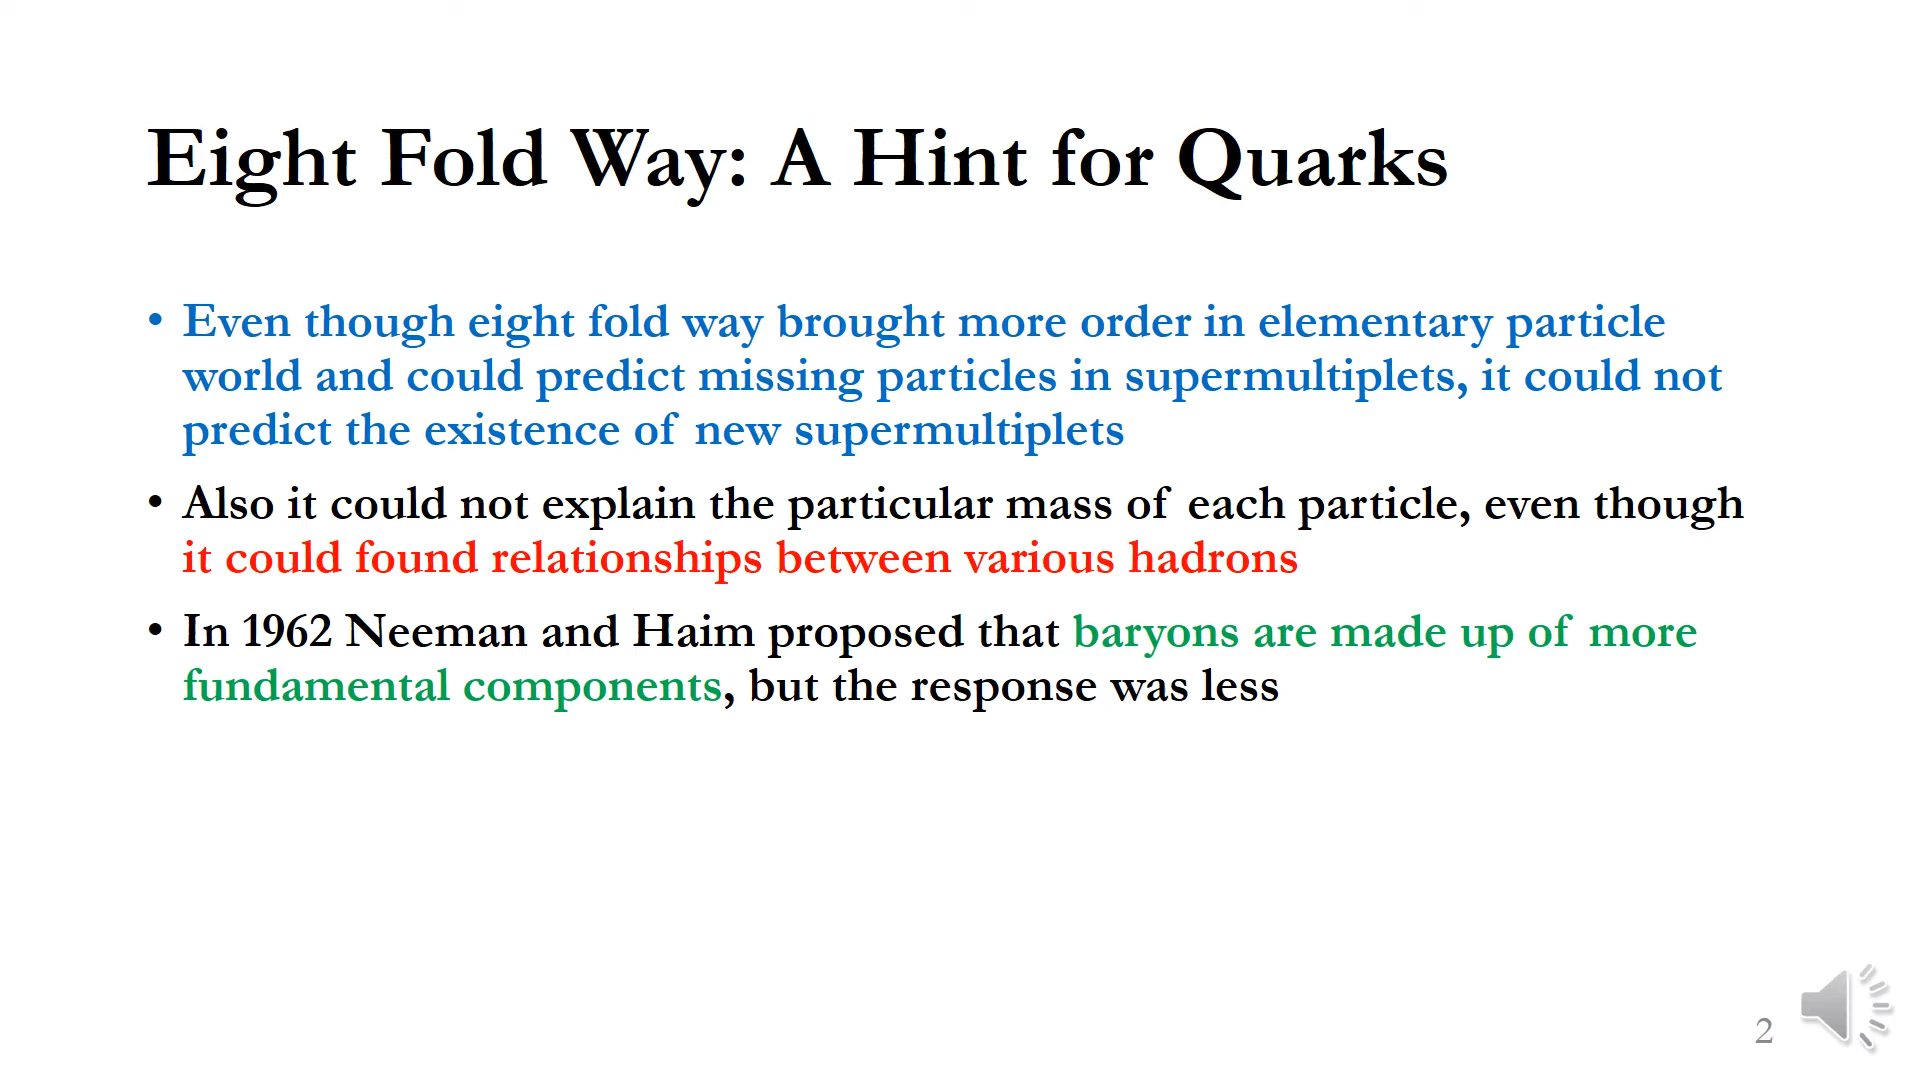 Eight Fold Way: A Hint for Quarks
• Even though eight fold way brought more order in elementary particle
world and could predict missing particles in supermultiplets, it could not
predict the existence of new supermultiplets
• Also it could not explain the particular mass of each particle, even though
it could found relationships between various hadrons
• In 1962 Neeman and Haim proposed that baryons are made up of more
fundamental components, but the response was less
2